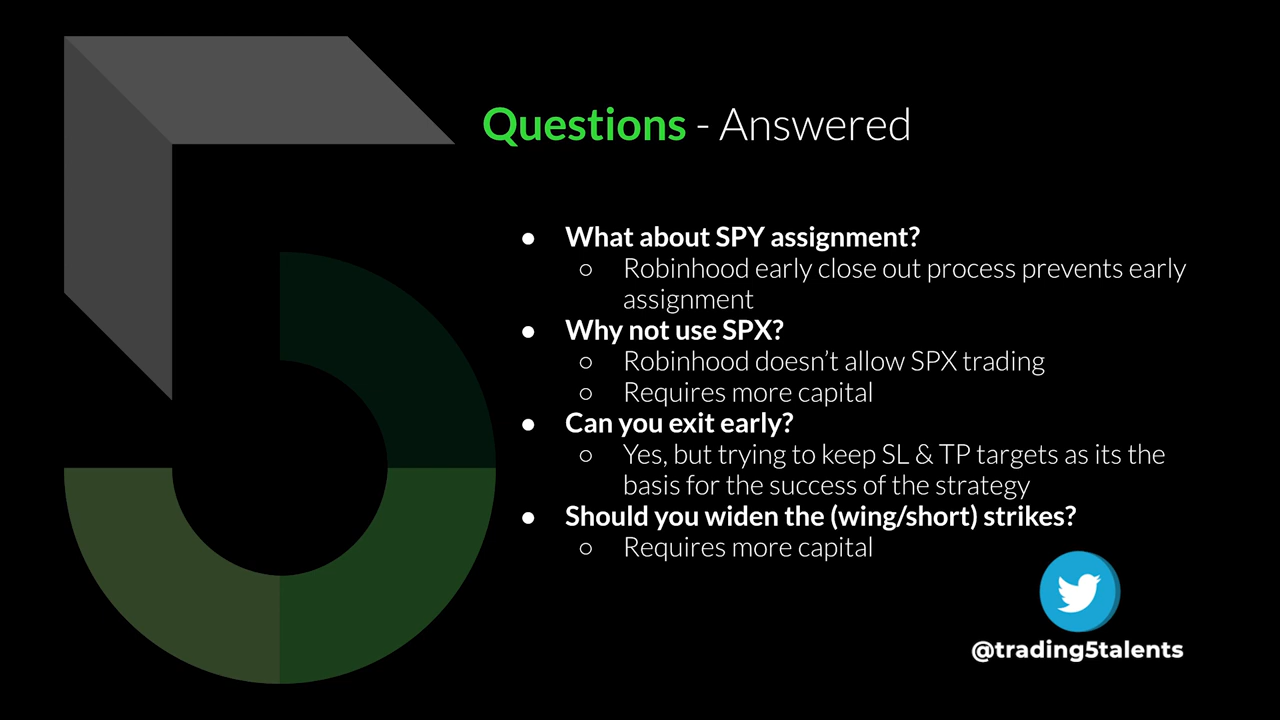 Questions - Answered
● What about SPY assignment?
○ Robinhood early close out process prevents early
assignment
● Why not use SPX?
○ Robinhood doesn’t allow SPX trading
○ Requires more capital
● Can you exit early?
○ Yes, but trying to keep SL & TP targets as its the
basis for the success of the strategy
● Should you widen the (wing/short) strikes?
○ Requires more capital
@trading5talents